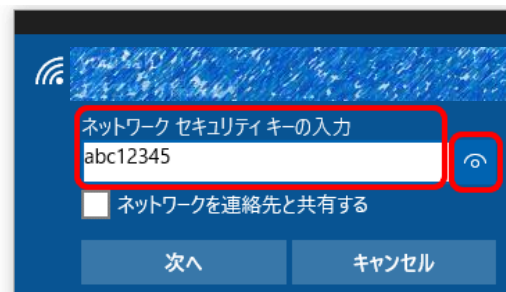 ネットワーク セキュリティ キーの入力
abc12345
ネットワークを連絡先と共有する
次へ
キャンセル